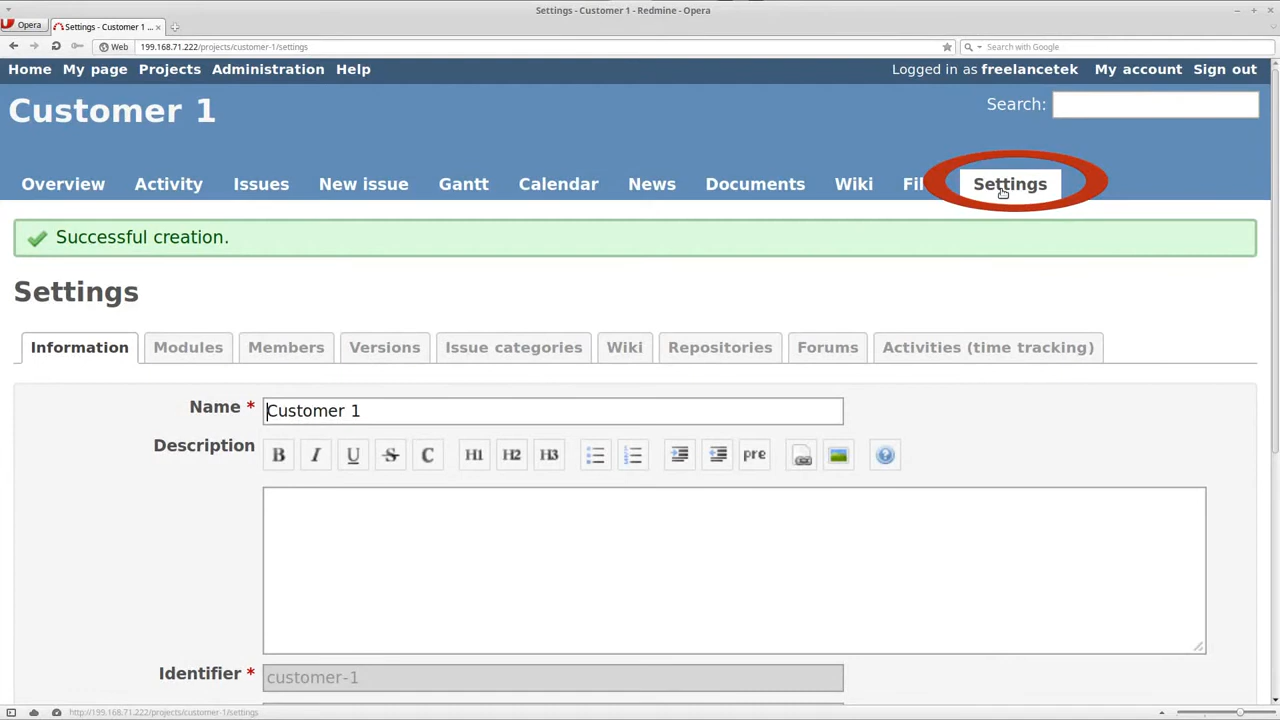 Settings - Customer 1 - Redmine - Opera
Opera
Settings - Customer 1 ...
Web
199.168.71.222/projects/customer-1/settings
Search with Google
Home My page Projects Administration Help
Logged in as freelancetek My account Sign out
Customer 1
Search:
Overview Activity Issues New issue Gantt Calendar News Documents Wiki Fil Settings
Successful creation.
Settings
Information Modules Members Versions Issue categories Wiki Repositories Forums Activities (time tracking)
Name * Customer 1
Description B I U S C H1 H2 H3 pre
Identifier * customer-1
http://199.168.71.222/projects/customer-1/settings